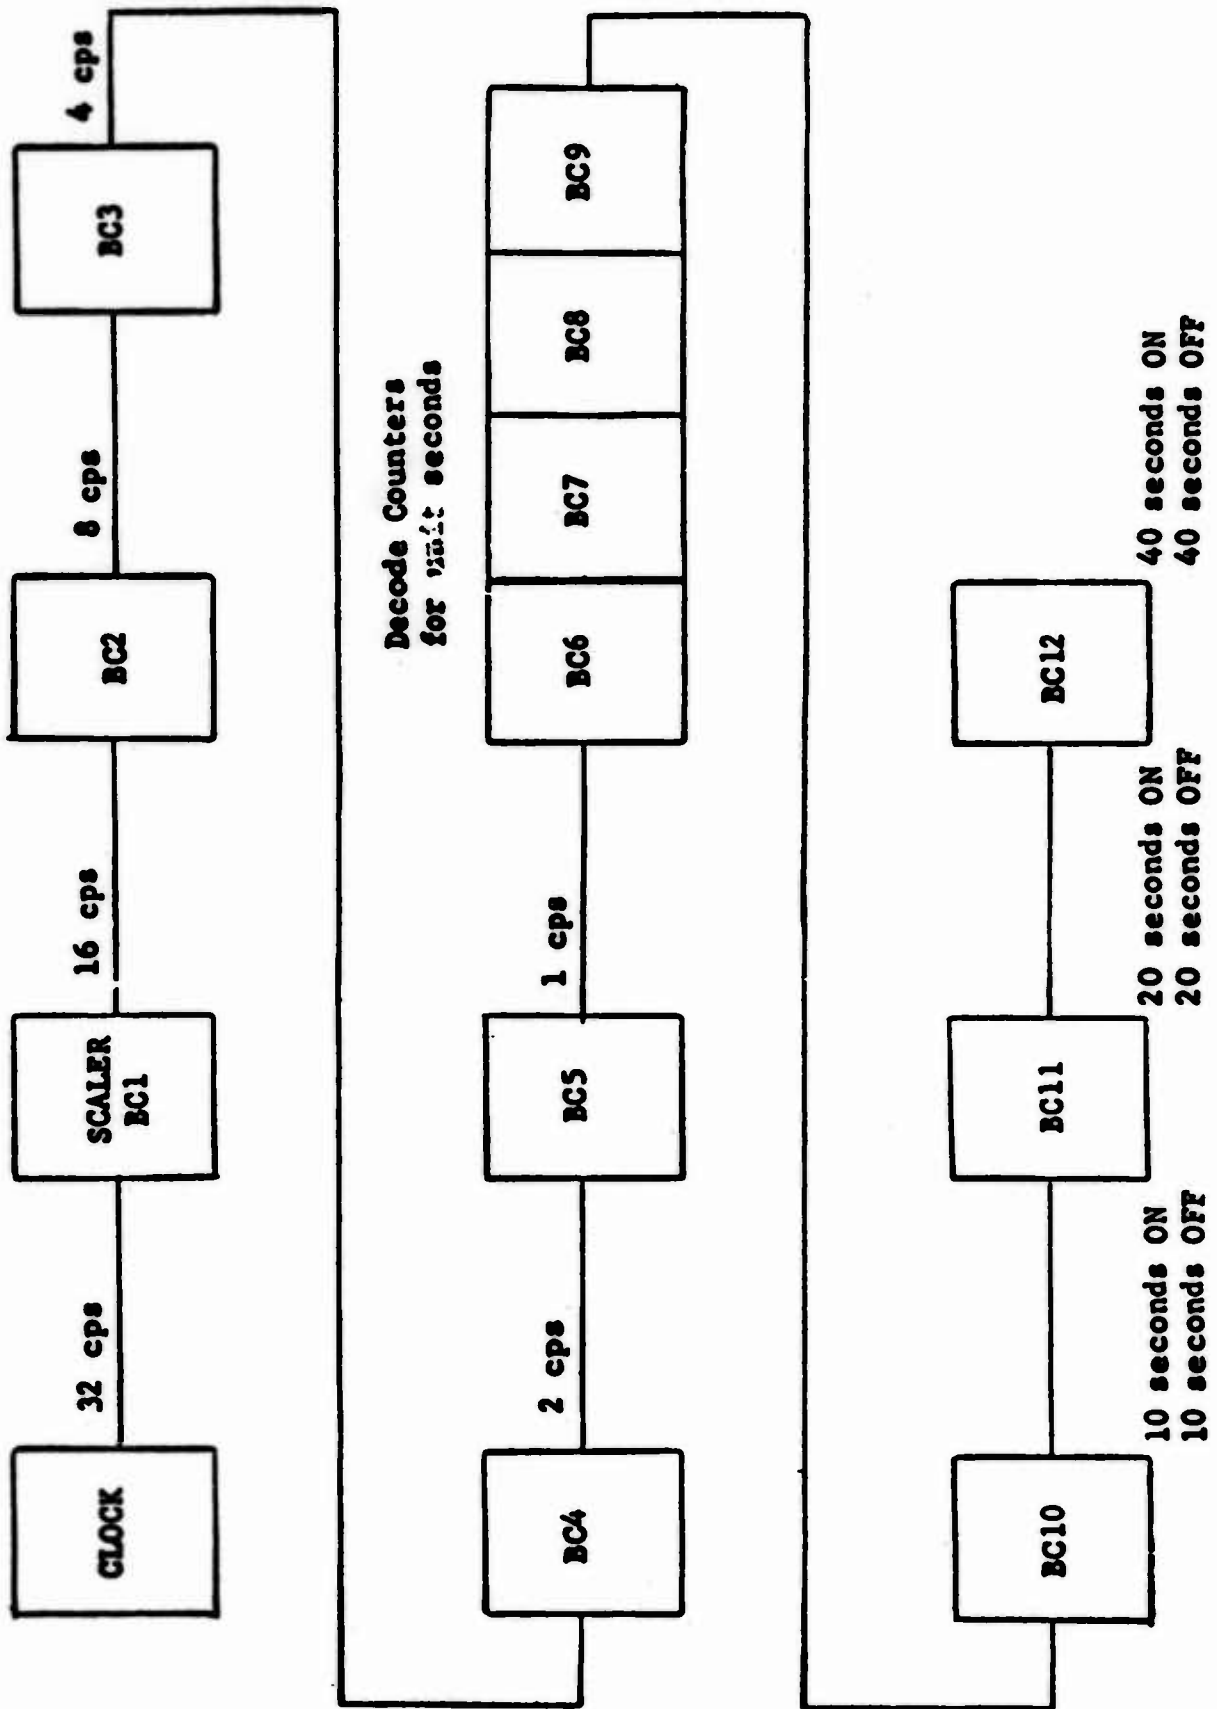 CLOCK
32 cps
SCALER
BC1
16 cps
BC2
8 cps
BC3
4 cps
BC4
2 cps
BC5
1 cps
Decode Counters
for unit seconds
BC6
BC7
BC8
BC9
BC10
10 seconds ON
10 seconds OFF
BC11
20 seconds ON
20 seconds OFF
BC12
40 seconds ON
40 seconds OFF